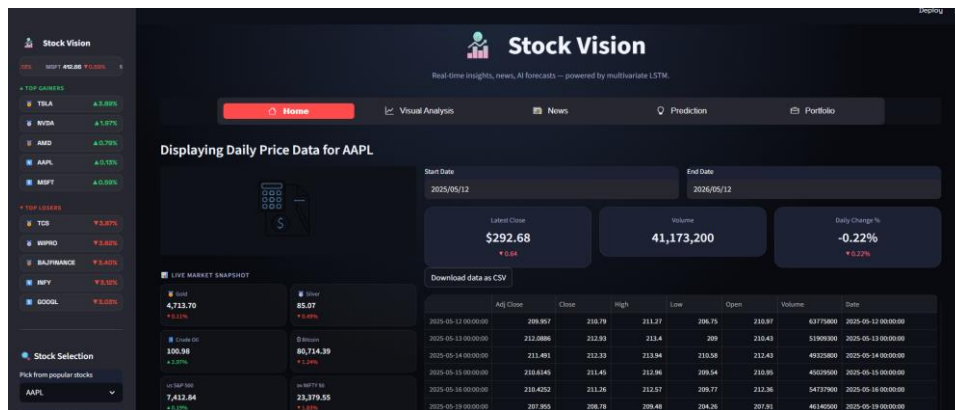 Deploy
Stock Vision
MSFT 412.66 ▼0.59%
▲ TOP GAINERS
TSLA ▲3.89%
NVDA ▲1.97%
AMD ▲0.79%
AAPL ▲0.13%
MSFT ▲0.59%
▼ TOP LOSERS
TCS ▼3.97%
WIPRO ▼3.62%
BAJFINANCE ▼3.40%
INFY ▼3.12%
GOOGL ▼3.03%
Stock Selection
Pick from popular stocks
AAPL
Stock Vision
Real-time insights, news, AI forecasts — powered by multivariate LSTM.
Home Visual Analysis News Prediction Portfolio
Displaying Daily Price Data for AAPL
Start Date End Date
2025/05/12 2026/05/12
Latest Close Volume Daily Change %
$292.68 41,173,200 -0.22%
▼ 0.64 ▼ 0.22%
Download data as CSV
LIVE MARKET SNAPSHOT
Gold Silver
4,713.70 85.07
▼0.31% ▼0.49%
Crude Oil Bitcoin
100.98 80,714.39
▲2.97% ▼1.24%
US S&P 500 IN NIFTY 50
7,412.84 23,379.55
▲0.19% ▼1.83%
Adj Close Close High Low Open Volume Date
2025-05-12 00:00:00 209.957 210.79 211.27 206.75 210.97 63775800 2025-05-12 00:00:00
2025-05-13 00:00:00 212.0886 212.93 213.4 209 210.43 51909300 2025-05-13 00:00:00
2025-05-14 00:00:00 211.491 212.33 213.94 210.58 212.43 49325800 2025-05-14 00:00:00
2025-05-15 00:00:00 210.6145 211.45 212.96 209.54 210.95 45029500 2025-05-15 00:00:00
2025-05-16 00:00:00 210.4252 211.26 212.57 209.77 212.36 54737900 2025-05-16 00:00:00
2025-05-19 00:00:00 207.955 208.78 209.48 204.26 207.91 46140500 2025-05-19 00:00:00